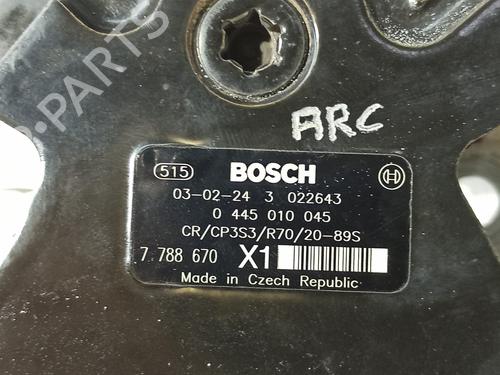 ARC
515 BOSCH
03-02-24 3 022643
0 445 010 045
CR/CP3S3/R70/20-89S
7 788 670 X1
Made in Czech Republic
-PARTS